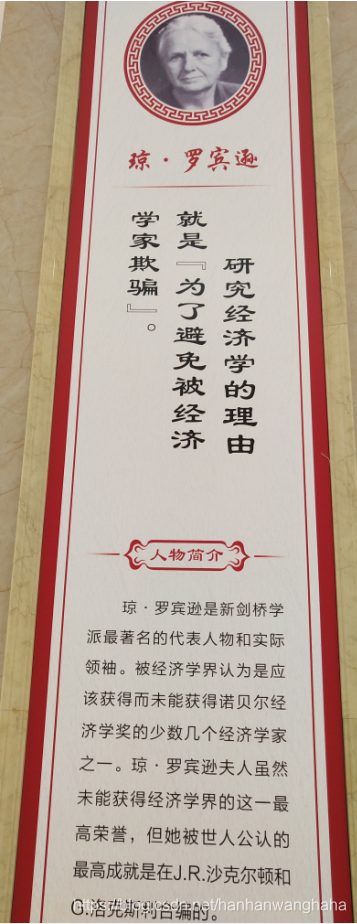 琼·罗宾逊
研究经济学的理由
就是『为了避免被经济
学家欺骗』。
人物简介
琼·罗宾逊是新剑桥学
派最著名的代表人物和实际
领袖。被经济学界认为是应
该获得而未能获得诺贝尔经
济学奖的少数几个经济学家
之一。琼·罗宾逊夫人虽然
未能获得经济学界的这一最
高荣誉，但她被世人公认的
最高成就是在J.R.沙克尔顿和
G.洛克斯利合编的。
https://blog.csdn.net/hanhanwanghaha